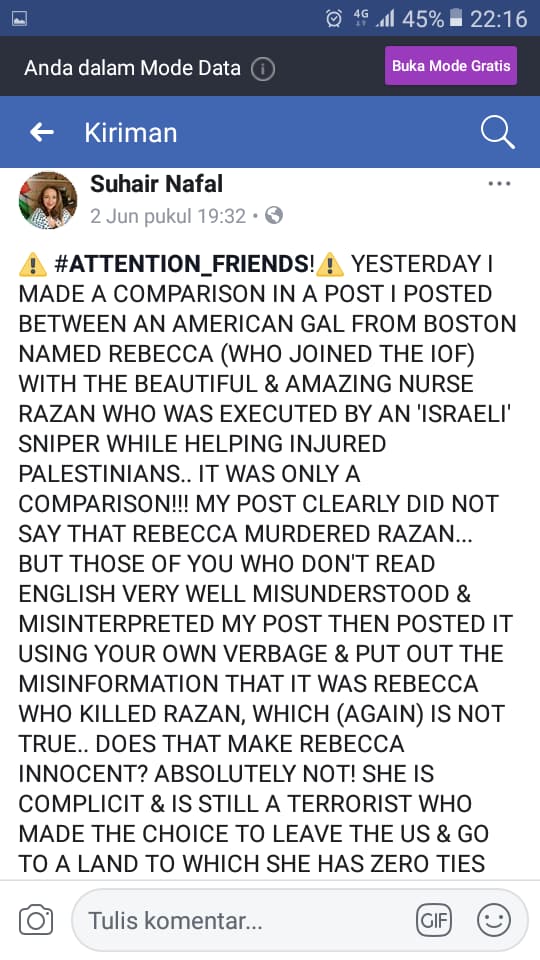 4G 45% 22:16
Anda dalam Mode Data
Buka Mode Gratis
Kiriman
Suhair Nafal
2 Jun pukul 19:32
⚠️ #ATTENTION_FRIENDS!⚠️ YESTERDAY I
MADE A COMPARISON IN A POST I POSTED
BETWEEN AN AMERICAN GAL FROM BOSTON
NAMED REBECCA (WHO JOINED THE IOF)
WITH THE BEAUTIFUL & AMAZING NURSE
RAZAN WHO WAS EXECUTED BY AN 'ISRAELI'
SNIPER WHILE HELPING INJURED
PALESTINIANS.. IT WAS ONLY A
COMPARISON!!! MY POST CLEARLY DID NOT
SAY THAT REBECCA MURDERED RAZAN...
BUT THOSE OF YOU WHO DON'T READ
ENGLISH VERY WELL MISUNDERSTOOD &
MISINTERPRETED MY POST THEN POSTED IT
USING YOUR OWN VERBAGE & PUT OUT THE
MISINFORMATION THAT IT WAS REBECCA
WHO KILLED RAZAN, WHICH (AGAIN) IS NOT
TRUE.. DOES THAT MAKE REBECCA
INNOCENT? ABSOLUTELY NOT! SHE IS
COMPLICIT & IS STILL A TERRORIST WHO
MADE THE CHOICE TO LEAVE THE US & GO
TO A LAND TO WHICH SHE HAS ZERO TIES
Tulis komentar...
GIF